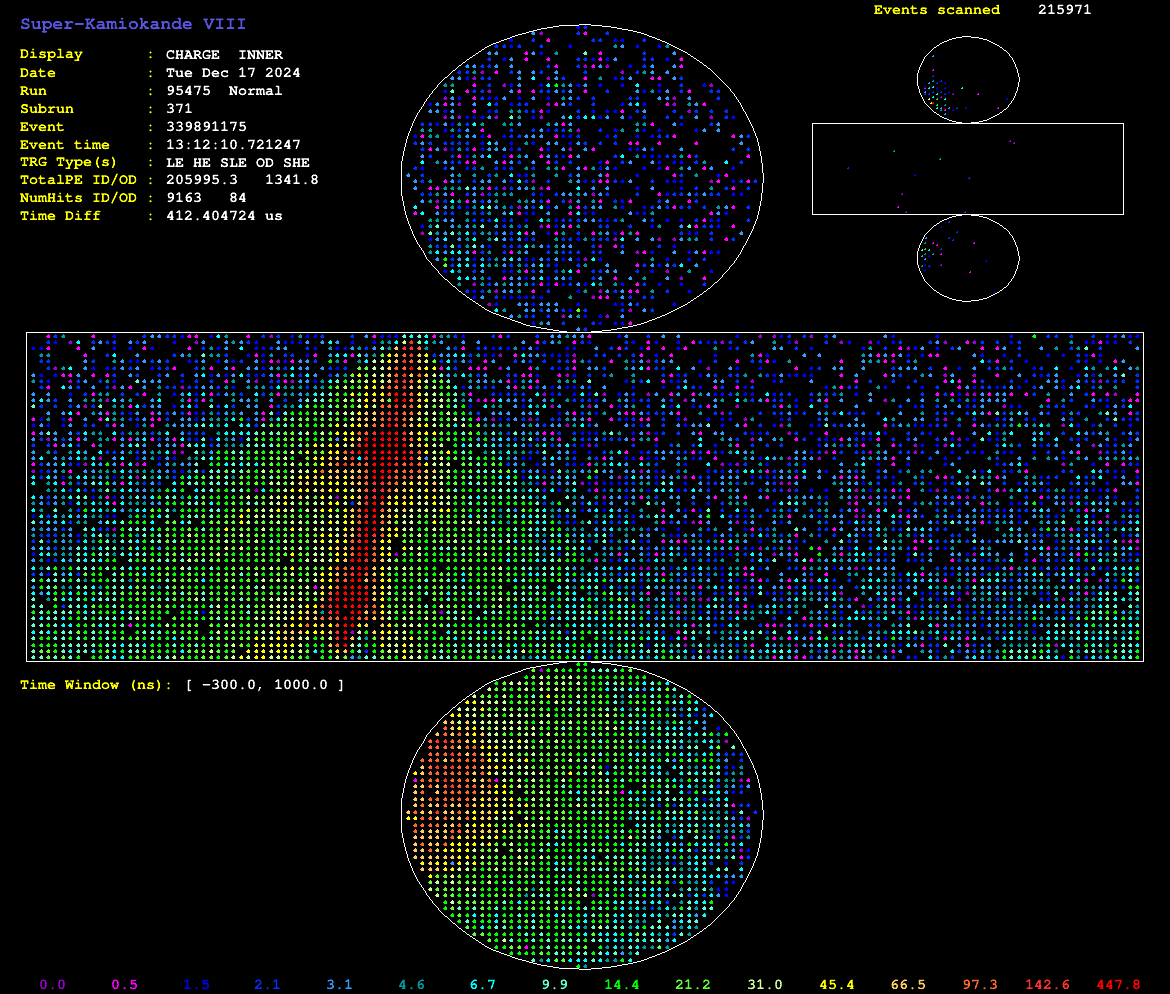 Super-Kamiokande VIII
Events scanned 215971
Display : CHARGE INNER
Date : Tue Dec 17 2024
Run : 95475 Normal
Subrun : 371
Event : 339891175
Event time : 13:12:10.721247
TRG Type(s) : LE HE SLE OD SHE
TotalPE ID/OD : 205995.3 1341.8
NumHits ID/OD : 9163 84
Time Diff : 412.404724 us
Time Window (ns): [ −300.0, 1000.0 ]
0.0 0.5 1.5 2.1 3.1 4.6 6.7 9.9 14.4 21.2 31.0 45.4 66.5 97.3 142.6 447.8